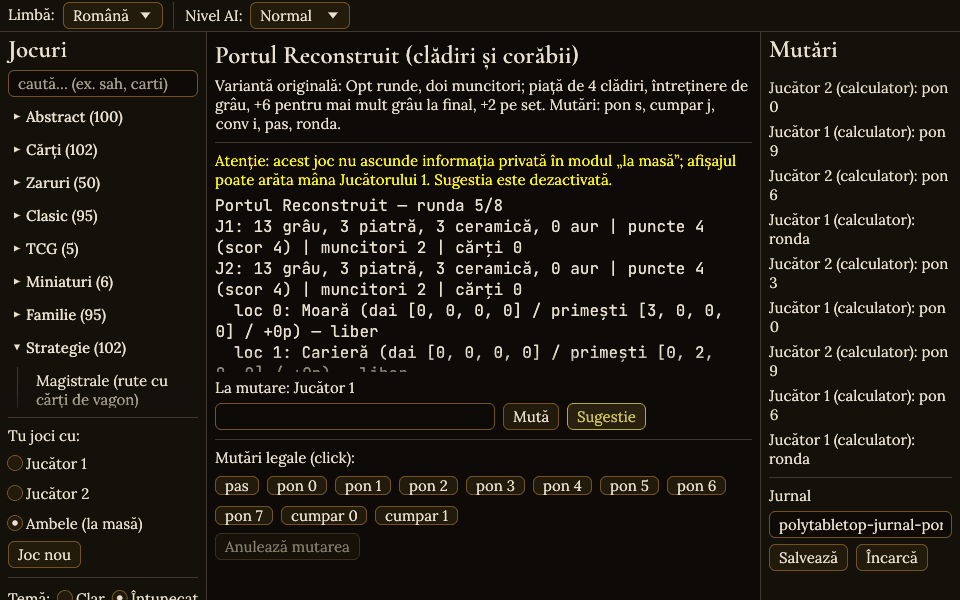 Limbă: Română Nivel AI: Normal
Jocuri
caută... (ex. sah, carti)
Abstract (100)
Cărți (102)
Zaruri (50)
Clasic (95)
TCG (5)
Miniaturi (6)
Familie (95)
Strategie (102)
Magistrale (rute cu
cărți de vagon)
Tu joci cu:
Jucător 1
Jucător 2
Ambele (la masă)
Joc nou
Temă: Clar Întunecat
Portul Reconstruit (clădiri și corăbii)
Variantă originală: Opt runde, doi muncitori; piață de 4 clădiri, întreținere de
grâu, +6 pentru mai mult grâu la final, +2 pe set. Mutări: pon s, cumpar j,
conv i, pas, ronda.
Atenție: acest joc nu ascunde informația privată în modul „la masă”; afișajul
poate arăta mâna Jucătorului 1. Sugestia este dezactivată.
Portul Reconstruit — runda 5/8
J1: 13 grâu, 3 piatră, 3 ceramică, 0 aur | puncte 4
(scor 4) | muncitori 2 | cărți 0
J2: 13 grâu, 3 piatră, 3 ceramică, 0 aur | puncte 4
(scor 4) | muncitori 2 | cărți 0
loc 0: Moară (dai [0, 0, 0, 0] / primești [3, 0, 0,
0] / +0p) — liber
loc 1: Carieră (dai [0, 0, 0, 0] / primești [0, 2,
0, 0] / +0p) — liber
La mutare: Jucător 1
Mută Sugestie
Mutări legale (click):
pas pon 0 pon 1 pon 2 pon 3 pon 4 pon 5 pon 6
pon 7 cumpar 0 cumpar 1
Anulează mutarea
Mutări
Jucător 2 (calculator): pon
0
Jucător 1 (calculator): pon
9
Jucător 2 (calculator): pon
6
Jucător 1 (calculator):
ronda
Jucător 2 (calculator): pon
3
Jucător 1 (calculator): pon
0
Jucător 2 (calculator): pon
9
Jucător 1 (calculator): pon
6
Jucător 1 (calculator):
ronda
Jurnal
polytabletop-jurnal-por
Salvează Încarcă